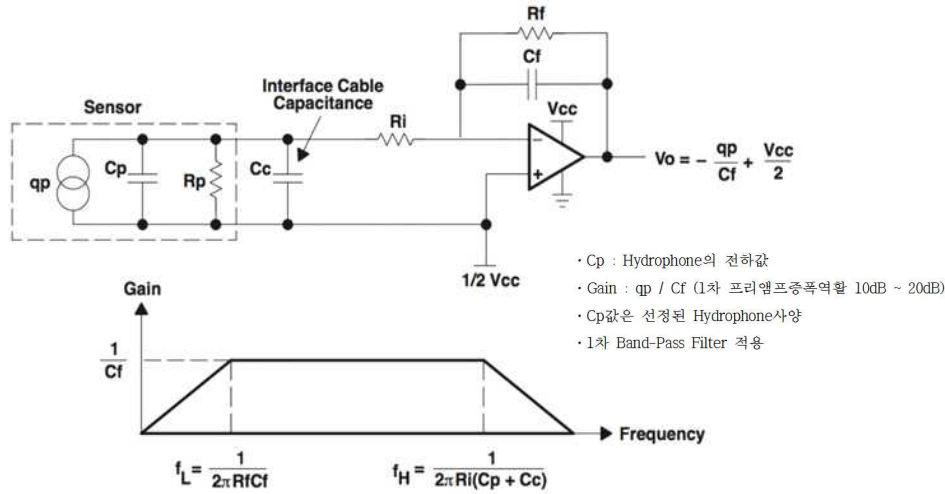 Rf
Cf
Interface Cable
Capacitance
Sensor
Ri
Vcc
qp
Cp
Rp
Cc
−
+
Vo = − qp/Cf + Vcc/2
1/2 Vcc
· Cp : Hydrophone의 전하값
· Gain : qp / Cf (1차 프리앰프증폭역활 10dB ~ 20dB)
· Cp값은 선정된 Hydrophone사양
· 1차 Band-Pass Filter 적용
Gain
1/Cf
Frequency
fL = 1/2πRfCf
fH = 1/2πRi(Cp + Cc)